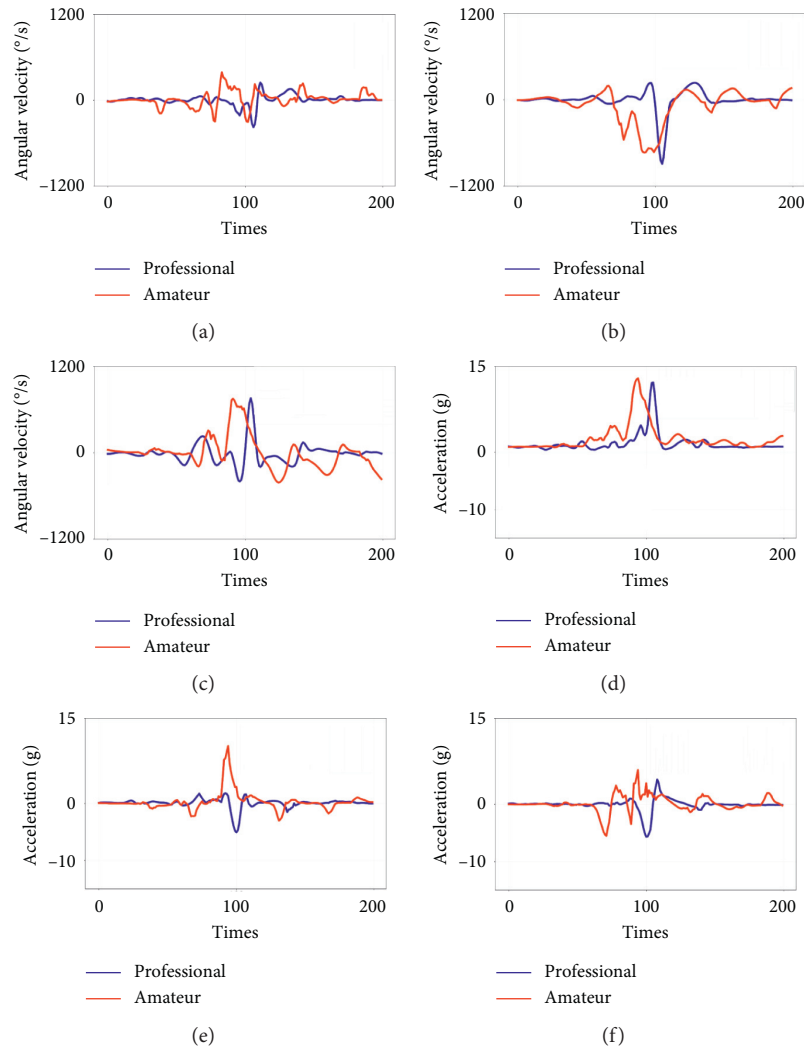 1200
0
−1200
Angular velocity (°/s)
0
100
200
Times
Professional
Amateur
(a)
1200
0
−1200
Angular velocity (°/s)
0
100
200
Times
Professional
Amateur
(b)
1200
0
−1200
Angular velocity (°/s)
0
100
200
Times
Professional
Amateur
(c)
15
0
−10
Acceleration (g)
0
100
200
Times
Professional
Amateur
(d)
15
0
−10
Acceleration (g)
0
100
200
Times
Professional
Amateur
(e)
15
0
−10
Acceleration (g)
0
100
200
Times
Professional
Amateur
(f)